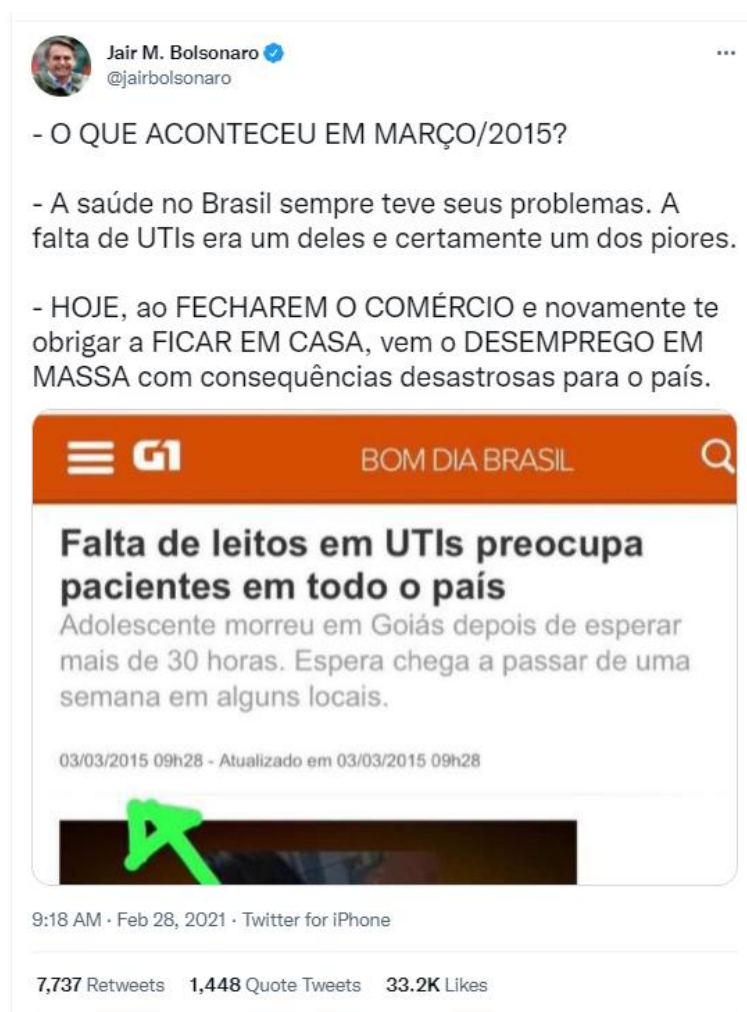 Jair M. Bolsonaro
@jairbolsonaro
- O QUE ACONTECEU EM MARÇO/2015?
- A saúde no Brasil sempre teve seus problemas. A
falta de UTIs era um deles e certamente um dos piores.
- HOJE, ao FECHAREM O COMÉRCIO e novamente te
obrigar a FICAR EM CASA, vem o DESEMPREGO EM
MASSA com consequências desastrosas para o país.
G1 BOM DIA BRASIL
Falta de leitos em UTIs preocupa
pacientes em todo o país
Adolescente morreu em Goiás depois de esperar
mais de 30 horas. Espera chega a passar de uma
semana em alguns locais.
03/03/2015 09h28 - Atualizado em 03/03/2015 09h28
9:18 AM · Feb 28, 2021 · Twitter for iPhone
7,737 Retweets 1,448 Quote Tweets 33.2K Likes